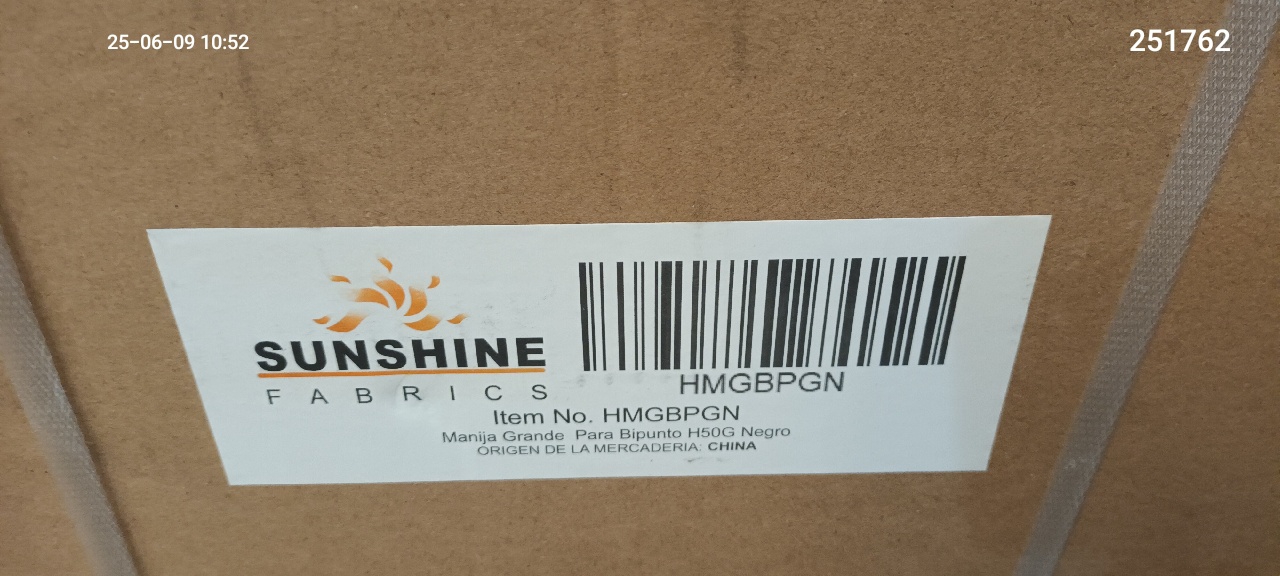 25-06-09 10:52
251762
SUNSHINE
FABRICS
HMGBPGN
Item No. HMGBPGN
Manija Grande Para Bipunto H50G Negro
ORIGEN DE LA MERCADERIA: CHINA